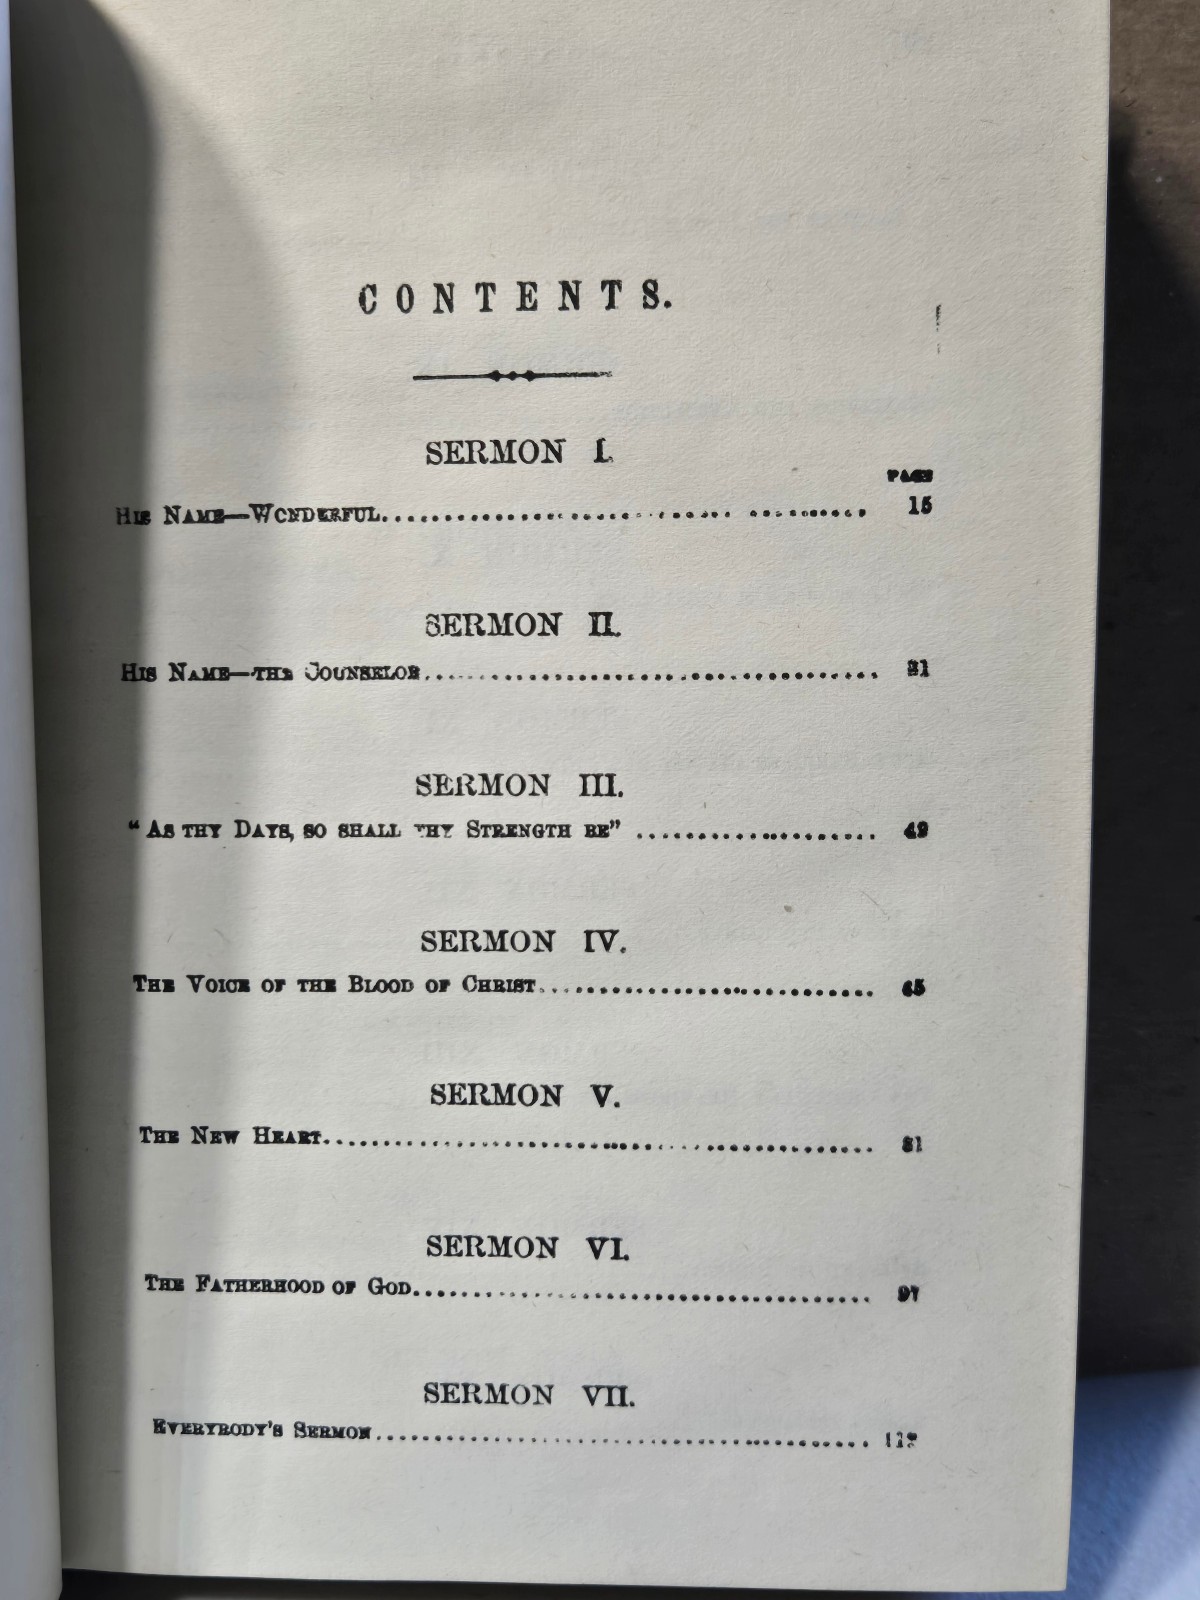 CONTENTS.
SERMON I.
PAGE
His Name—Wonderful 15
SERMON II.
His Name—the Counselor 31
SERMON III.
“As thy Days, so shall thy Strength be” 49
SERMON IV.
The Voice of the Blood of Christ 65
SERMON V.
The New Heart 81
SERMON VI.
The Fatherhood of God 97
SERMON VII.
Everybody's Sermon